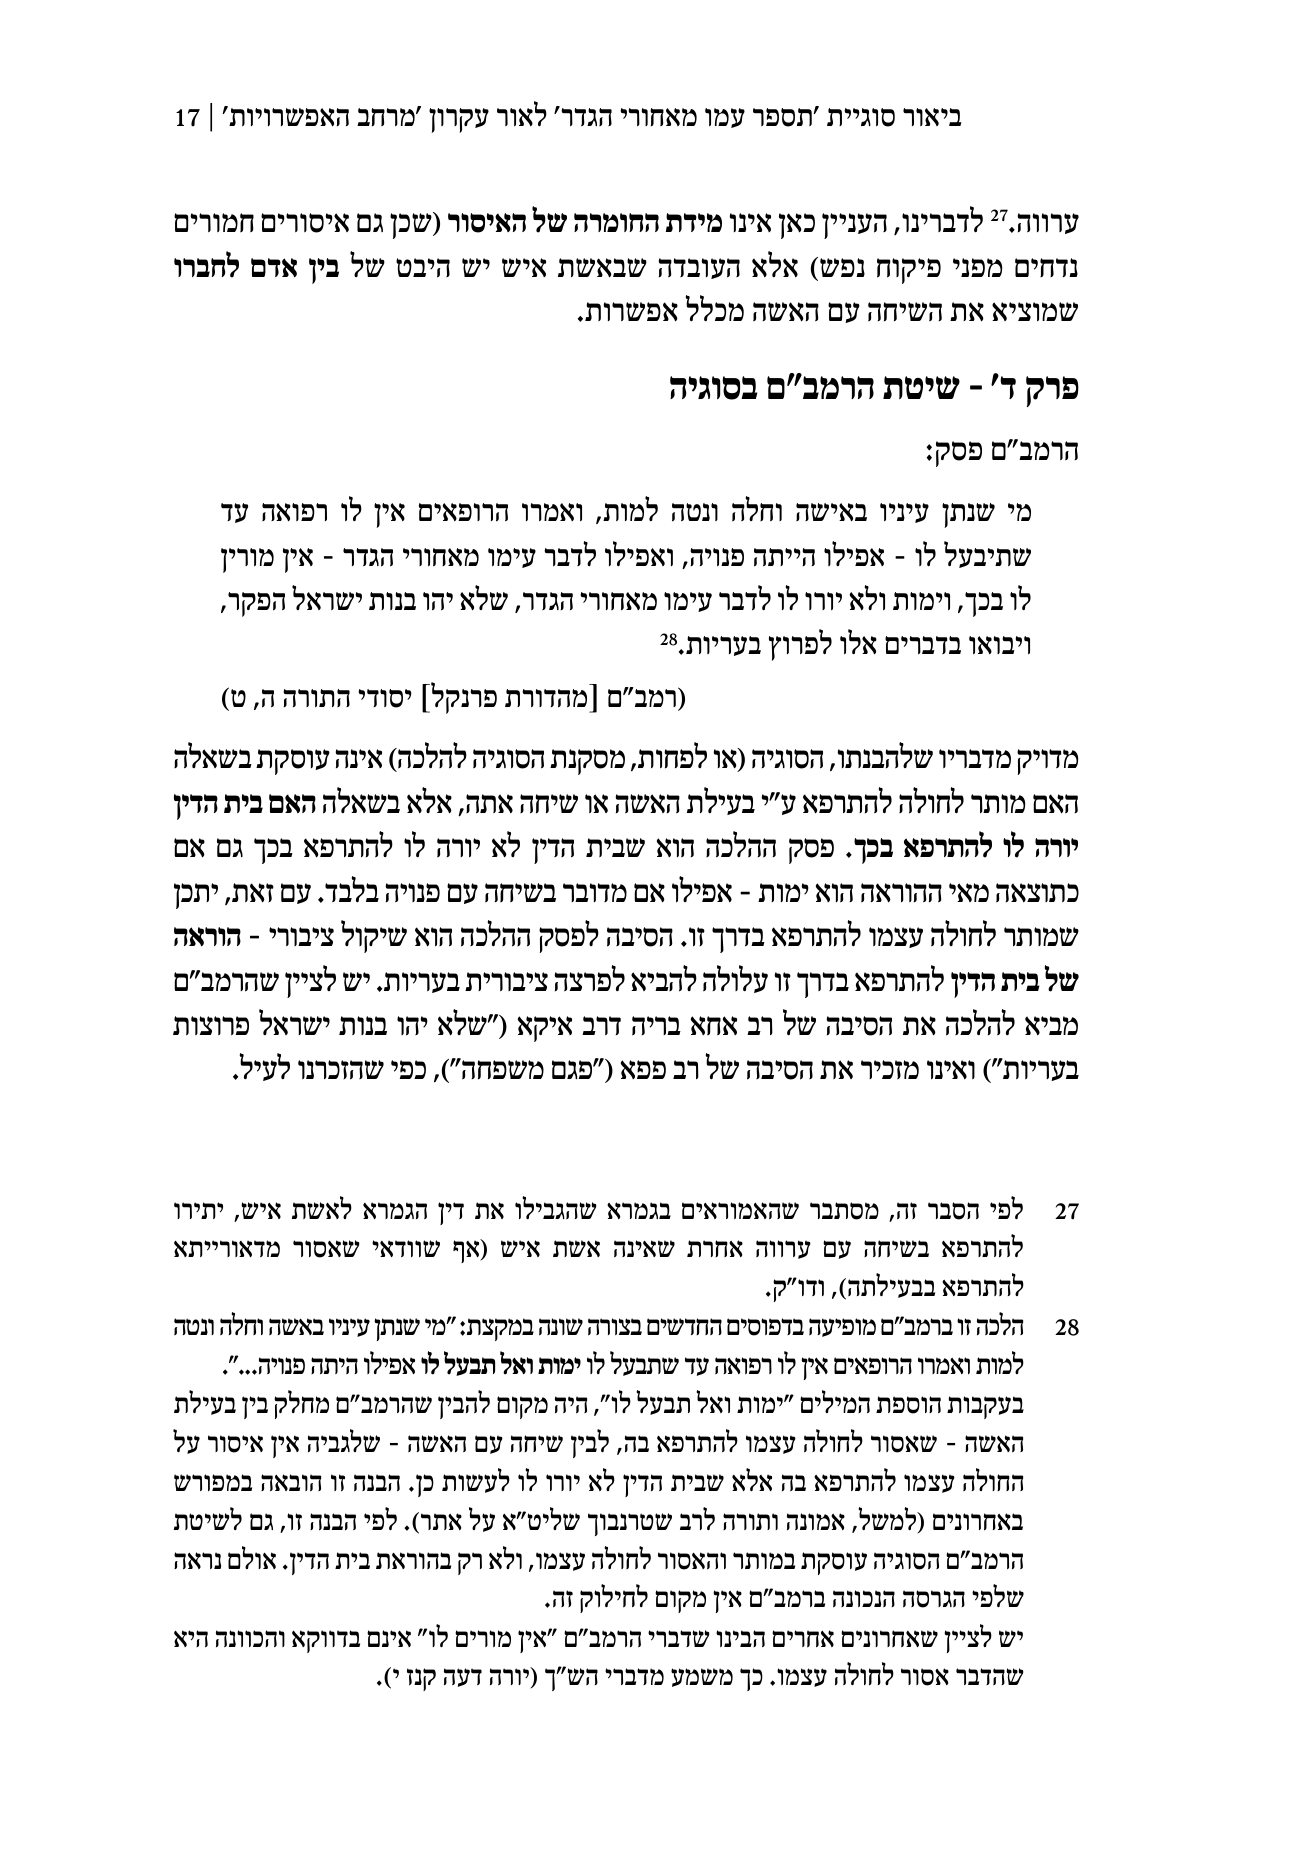 ביאור סוגיית 'תספר עמו מאחורי הגדר' לאור עקרון 'מרחב האפשרויות' | 17
ערווה.27 לדברינו, העניין כאן אינו מידת החומרה של האיסור (שכן גם איסורים חמורים
נדחים מפני פיקוח נפש) אלא העובדה שבאשת איש יש היבט של בין אדם לחברו
שמוציא את השיחה עם האשה מכלל אפשרות.
פרק ד' - שיטת הרמב"ם בסוגיה
הרמב"ם פסק:
מי שנתן עיניו באישה וחלה ונטה למות, ואמרו הרופאים אין לו רפואה עד
שתיבעל לו - אפילו הייתה פנויה, ואפילו לדבר עימו מאחורי הגדר - אין מורין
לו בכך, וימות ולא יורו לו לדבר עימו מאחורי הגדר, שלא יהו בנות ישראל הפקר,
ויבואו בדברים אלו לפרוץ בעריות.28
(רמב"ם [מהדורת פרנקל] יסודי התורה ה, ט)
מדויק מדבריו שלהבנתו, הסוגיה (או לפחות, מסקנת הסוגיה להלכה) אינה עוסקת בשאלה
האם מותר לחולה להתרפא ע"י בעילת האשה או שיחה אתה, אלא בשאלה האם בית הדין
יורה לו להתרפא בכך. פסק ההלכה הוא שבית הדין לא יורה לו להתרפא בכך גם אם
כתוצאה מאי ההוראה הוא ימות - אפילו אם מדובר בשיחה עם פנויה בלבד. עם זאת, יתכן
שמותר לחולה עצמו להתרפא בדרך זו. הסיבה לפסק ההלכה הוא שיקול ציבורי - הוראה
של בית הדין להתרפא בדרך זו עלולה להביא לפרצה ציבורית בעריות. יש לציין שהרמב"ם
מביא להלכה את הסיבה של רב אחא בריה דרב איקא ("שלא יהו בנות ישראל פרוצות
בעריות") ואינו מזכיר את הסיבה של רב פפא ("פגם משפחה"), כפי שהזכרנו לעיל.
27 לפי הסבר זה, מסתבר שהאמוראים בגמרא שהגבילו את דין הגמרא לאשת איש, יתירו
להתרפא בשיחה עם ערווה אחרת שאינה אשת איש (אף שוודאי שאסור מדאורייתא
להתרפא בבעילתה), ודו"ק.
28 הלכה זו ברמב"ם מופיעה בדפוסים החדשים בצורה שונה במקצת: "מי שנתן עיניו באשה וחלה ונטה
למות ואמרו הרופאים אין לו רפואה עד שתבעל לו ימות ואל תבעל לו אפילו היתה פנויה...".
בעקבות הוספת המילים "ימות ואל תבעל לו", היה מקום להבין שהרמב"ם מחלק בין בעילת
האשה - שאסור לחולה עצמו להתרפא בה, לבין שיחה עם האשה - שלגביה אין איסור על
החולה עצמו להתרפא בה אלא שבית הדין לא יורו לו לעשות כן. הבנה זו הובאה במפורש
באחרונים (למשל, אמונה ותורה לרב שטרנבוך שליט"א על אתר). לפי הבנה זו, גם לשיטת
הרמב"ם הסוגיה עוסקת במותר והאסור לחולה עצמו, ולא רק בהוראת בית הדין. אולם נראה
שלפי הגרסה הנכונה ברמב"ם אין מקום לחילוק זה.
יש לציין שאחרונים אחרים הבינו שדברי הרמב"ם "אין מורים לו" אינם בדווקא והכוונה היא
שהדבר אסור לחולה עצמו. כך משמע מדברי הש"ך (יורה דעה קנז י).